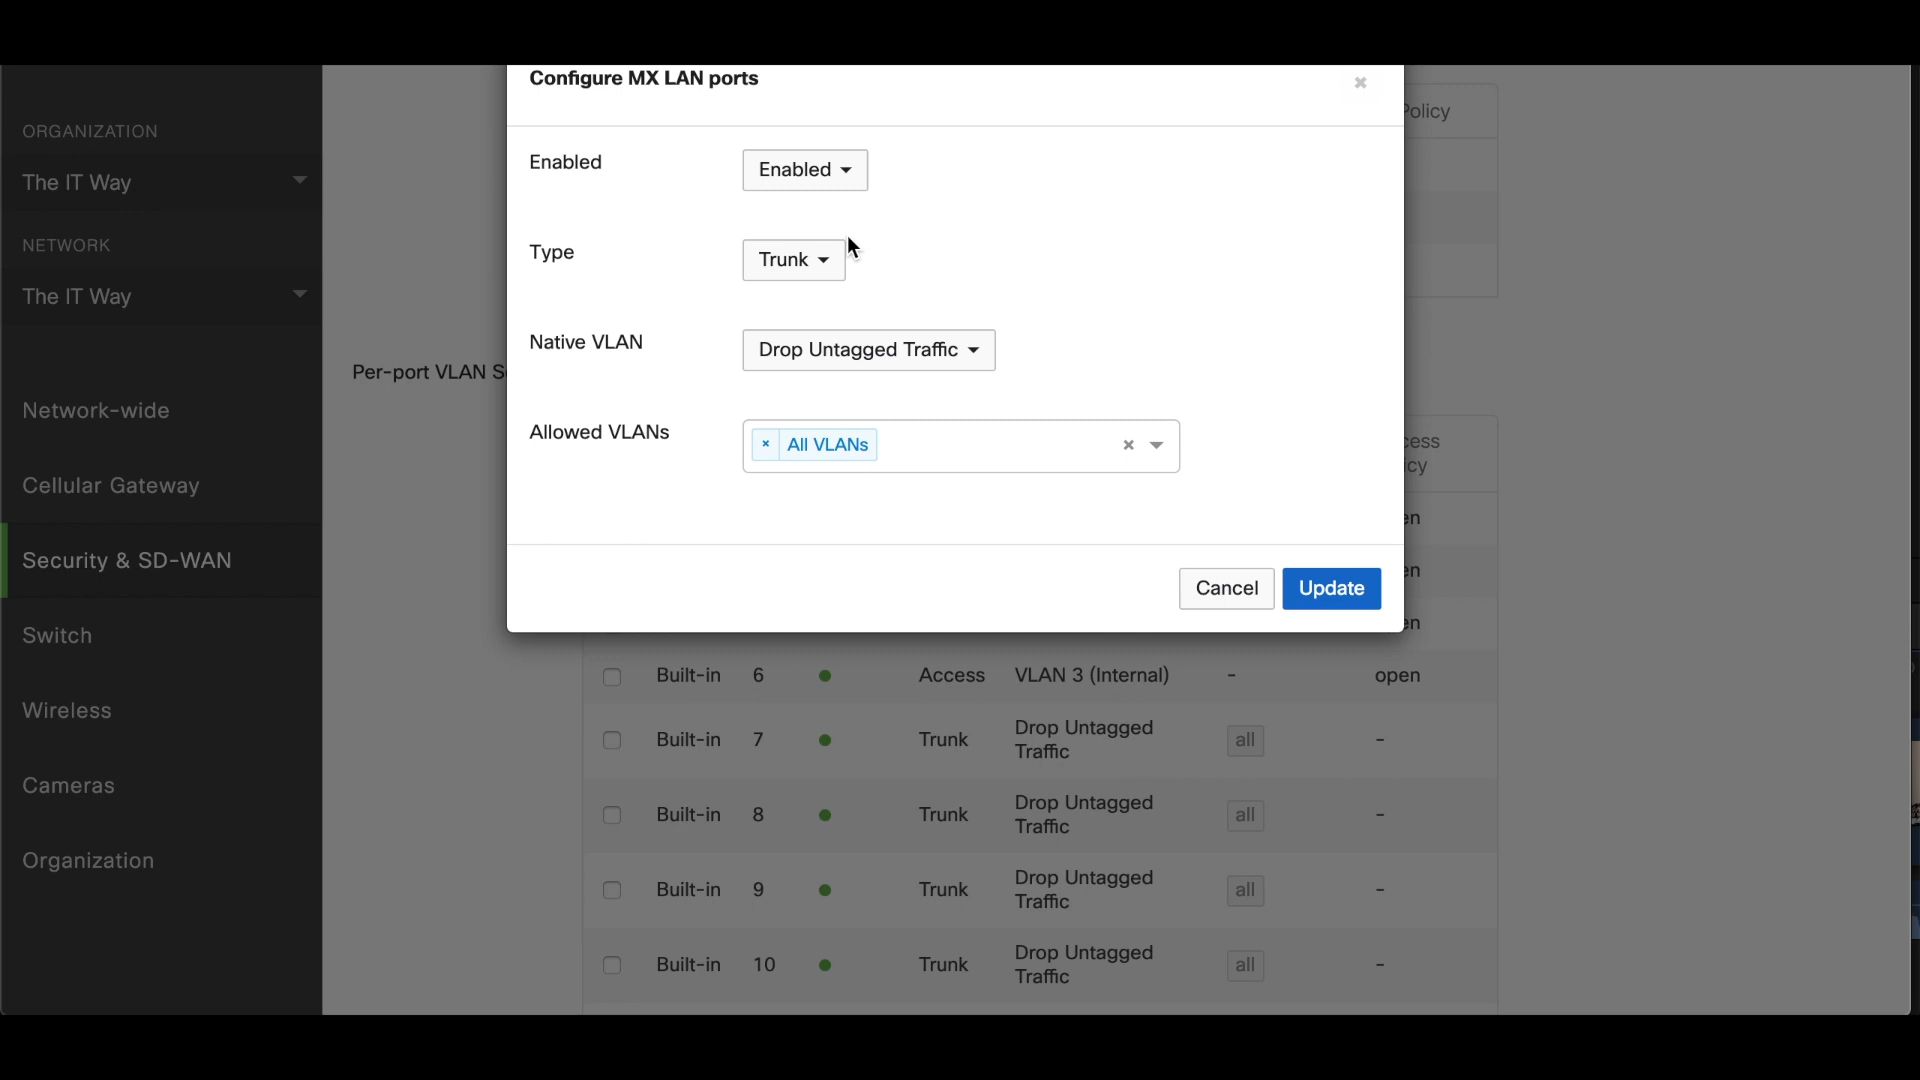 Configure MX LAN ports
ORGANIZATION
The IT Way
NETWORK
The IT Way
Network-wide
Cellular Gateway
Security & SD-WAN
Switch
Wireless
Cameras
Organization
Per-port VLAN
Policy
Enabled
Enabled
Type
Trunk
Native VLAN
Drop Untagged Traffic
Allowed VLANs
× All VLANs
Cancel
Update
Built-in 6 Access VLAN 3 (Internal) - open
Built-in 7 Trunk Drop Untagged
Traffic all -
Built-in 8 Trunk Drop Untagged
Traffic all -
Built-in 9 Trunk Drop Untagged
Traffic all -
Built-in 10 Trunk Drop Untagged
Traffic all -